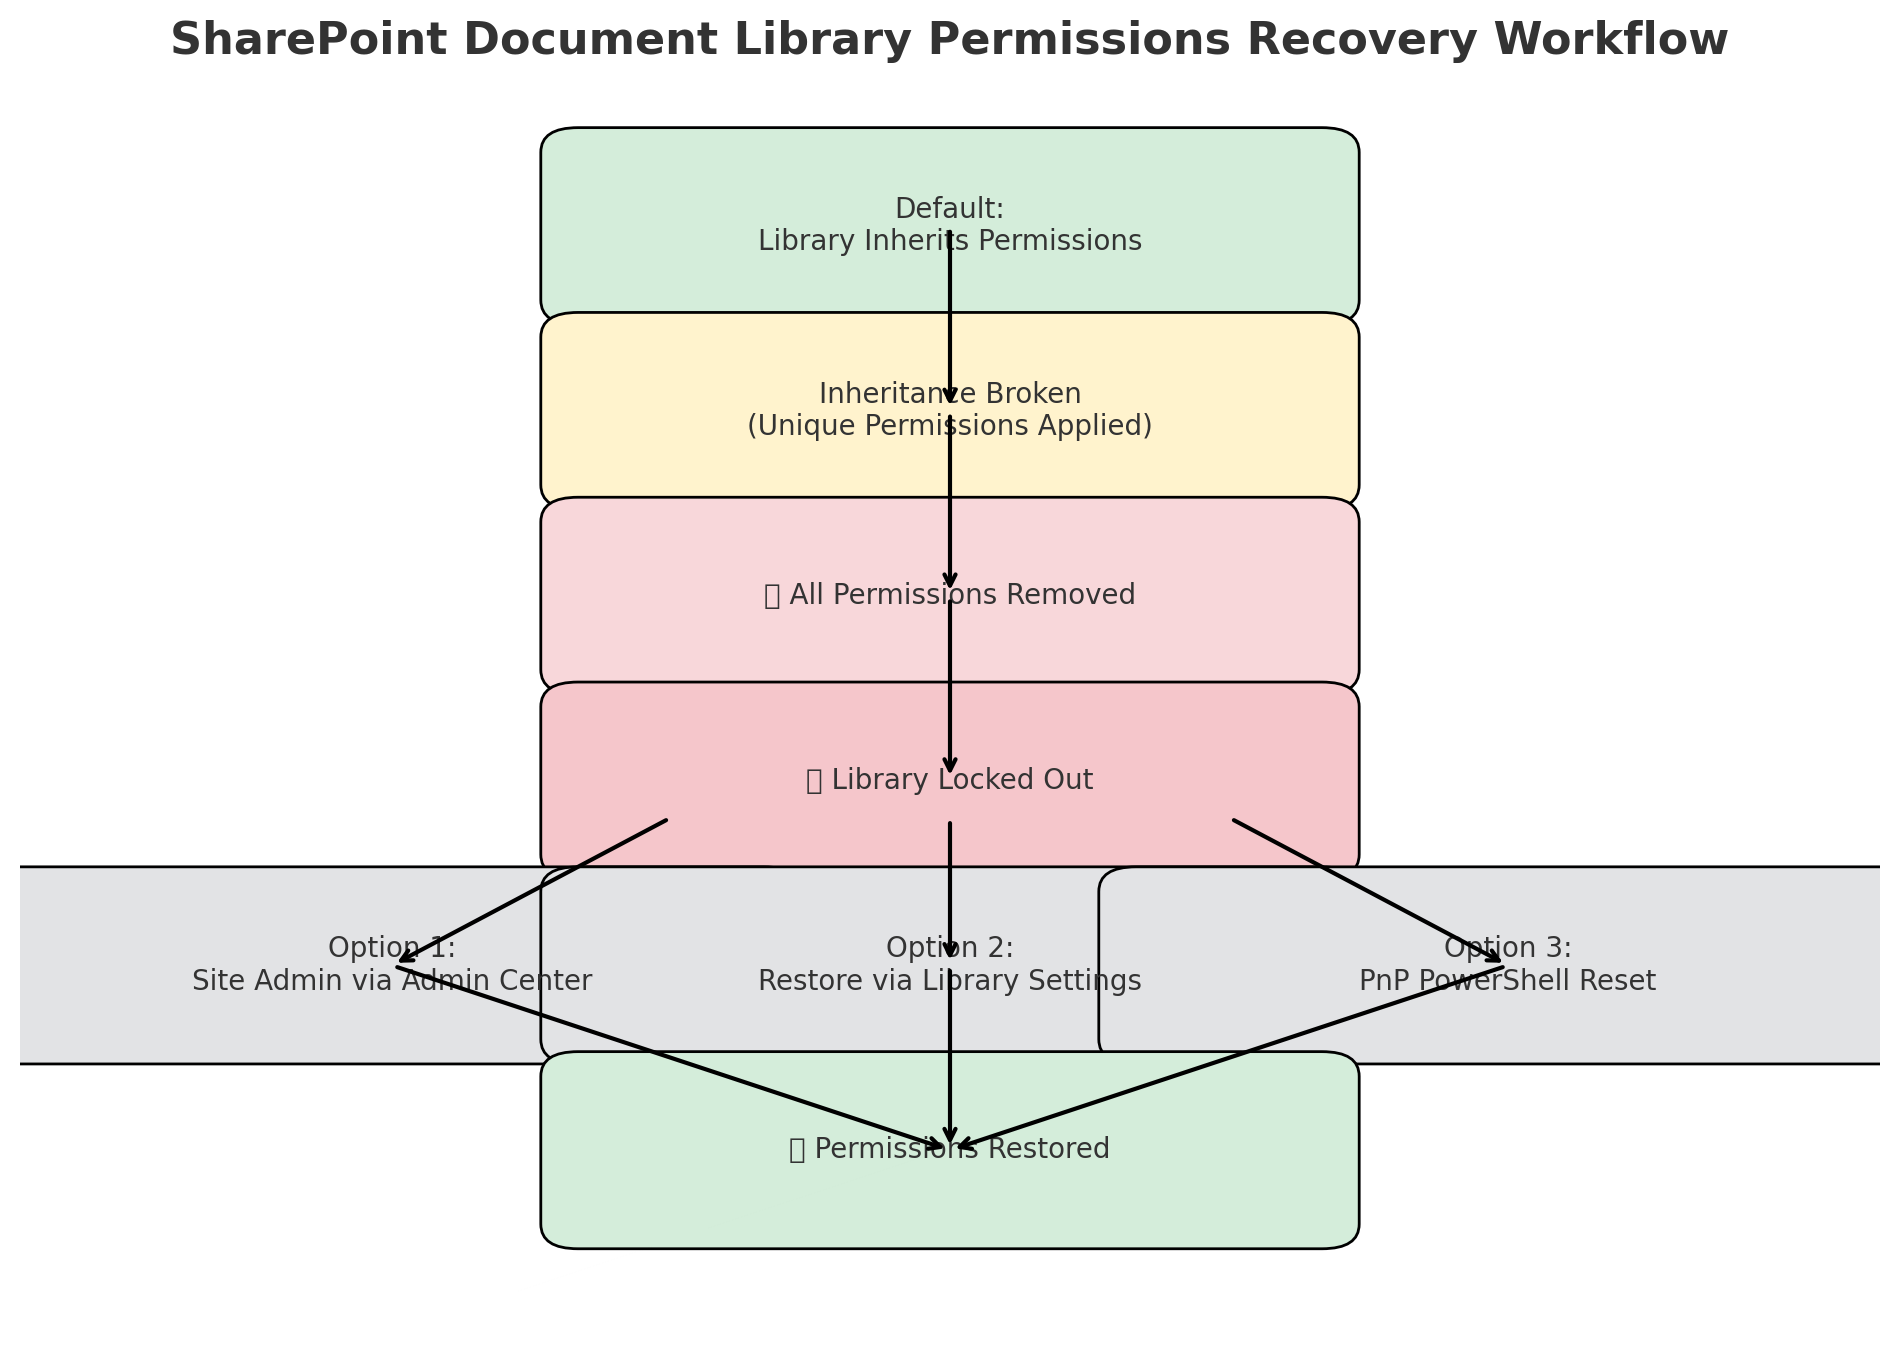 SharePoint Document Library Permissions Recovery Workflow
Default:
Library Inherits Permissions
Inheritance Broken
(Unique Permissions Applied)
All Permissions Removed
Library Locked Out
Option 1:
Site Admin via Admin Center
Option 2:
Restore via Library Settings
Option 3:
PnP PowerShell Reset
Permissions Restored